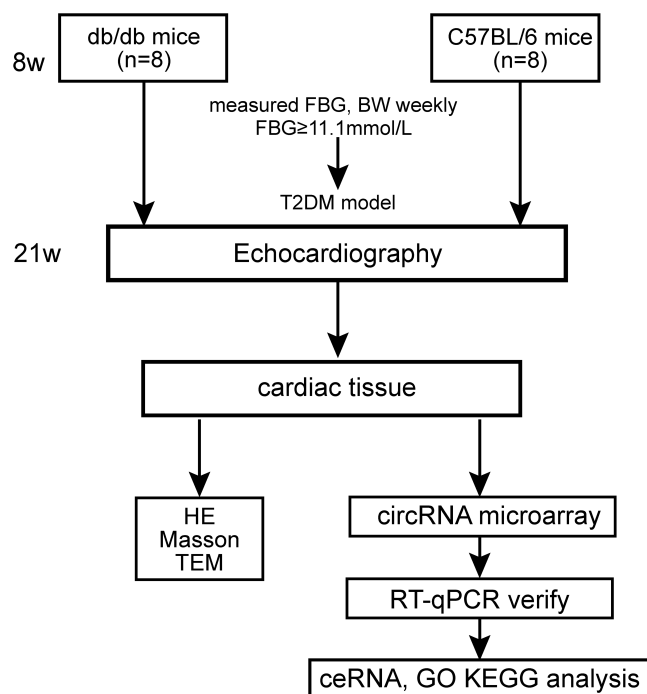 db/db mice
(n=8)
C57BL/6 mice
(n=8)
8w
measured FBG, BW weekly
FBG≥11.1mmol/L
T2DM model
21w
Echocardiography
cardiac tissue
HE
Masson
TEM
circRNA microarray
RT-qPCR verify
ceRNA, GO KEGG analysis